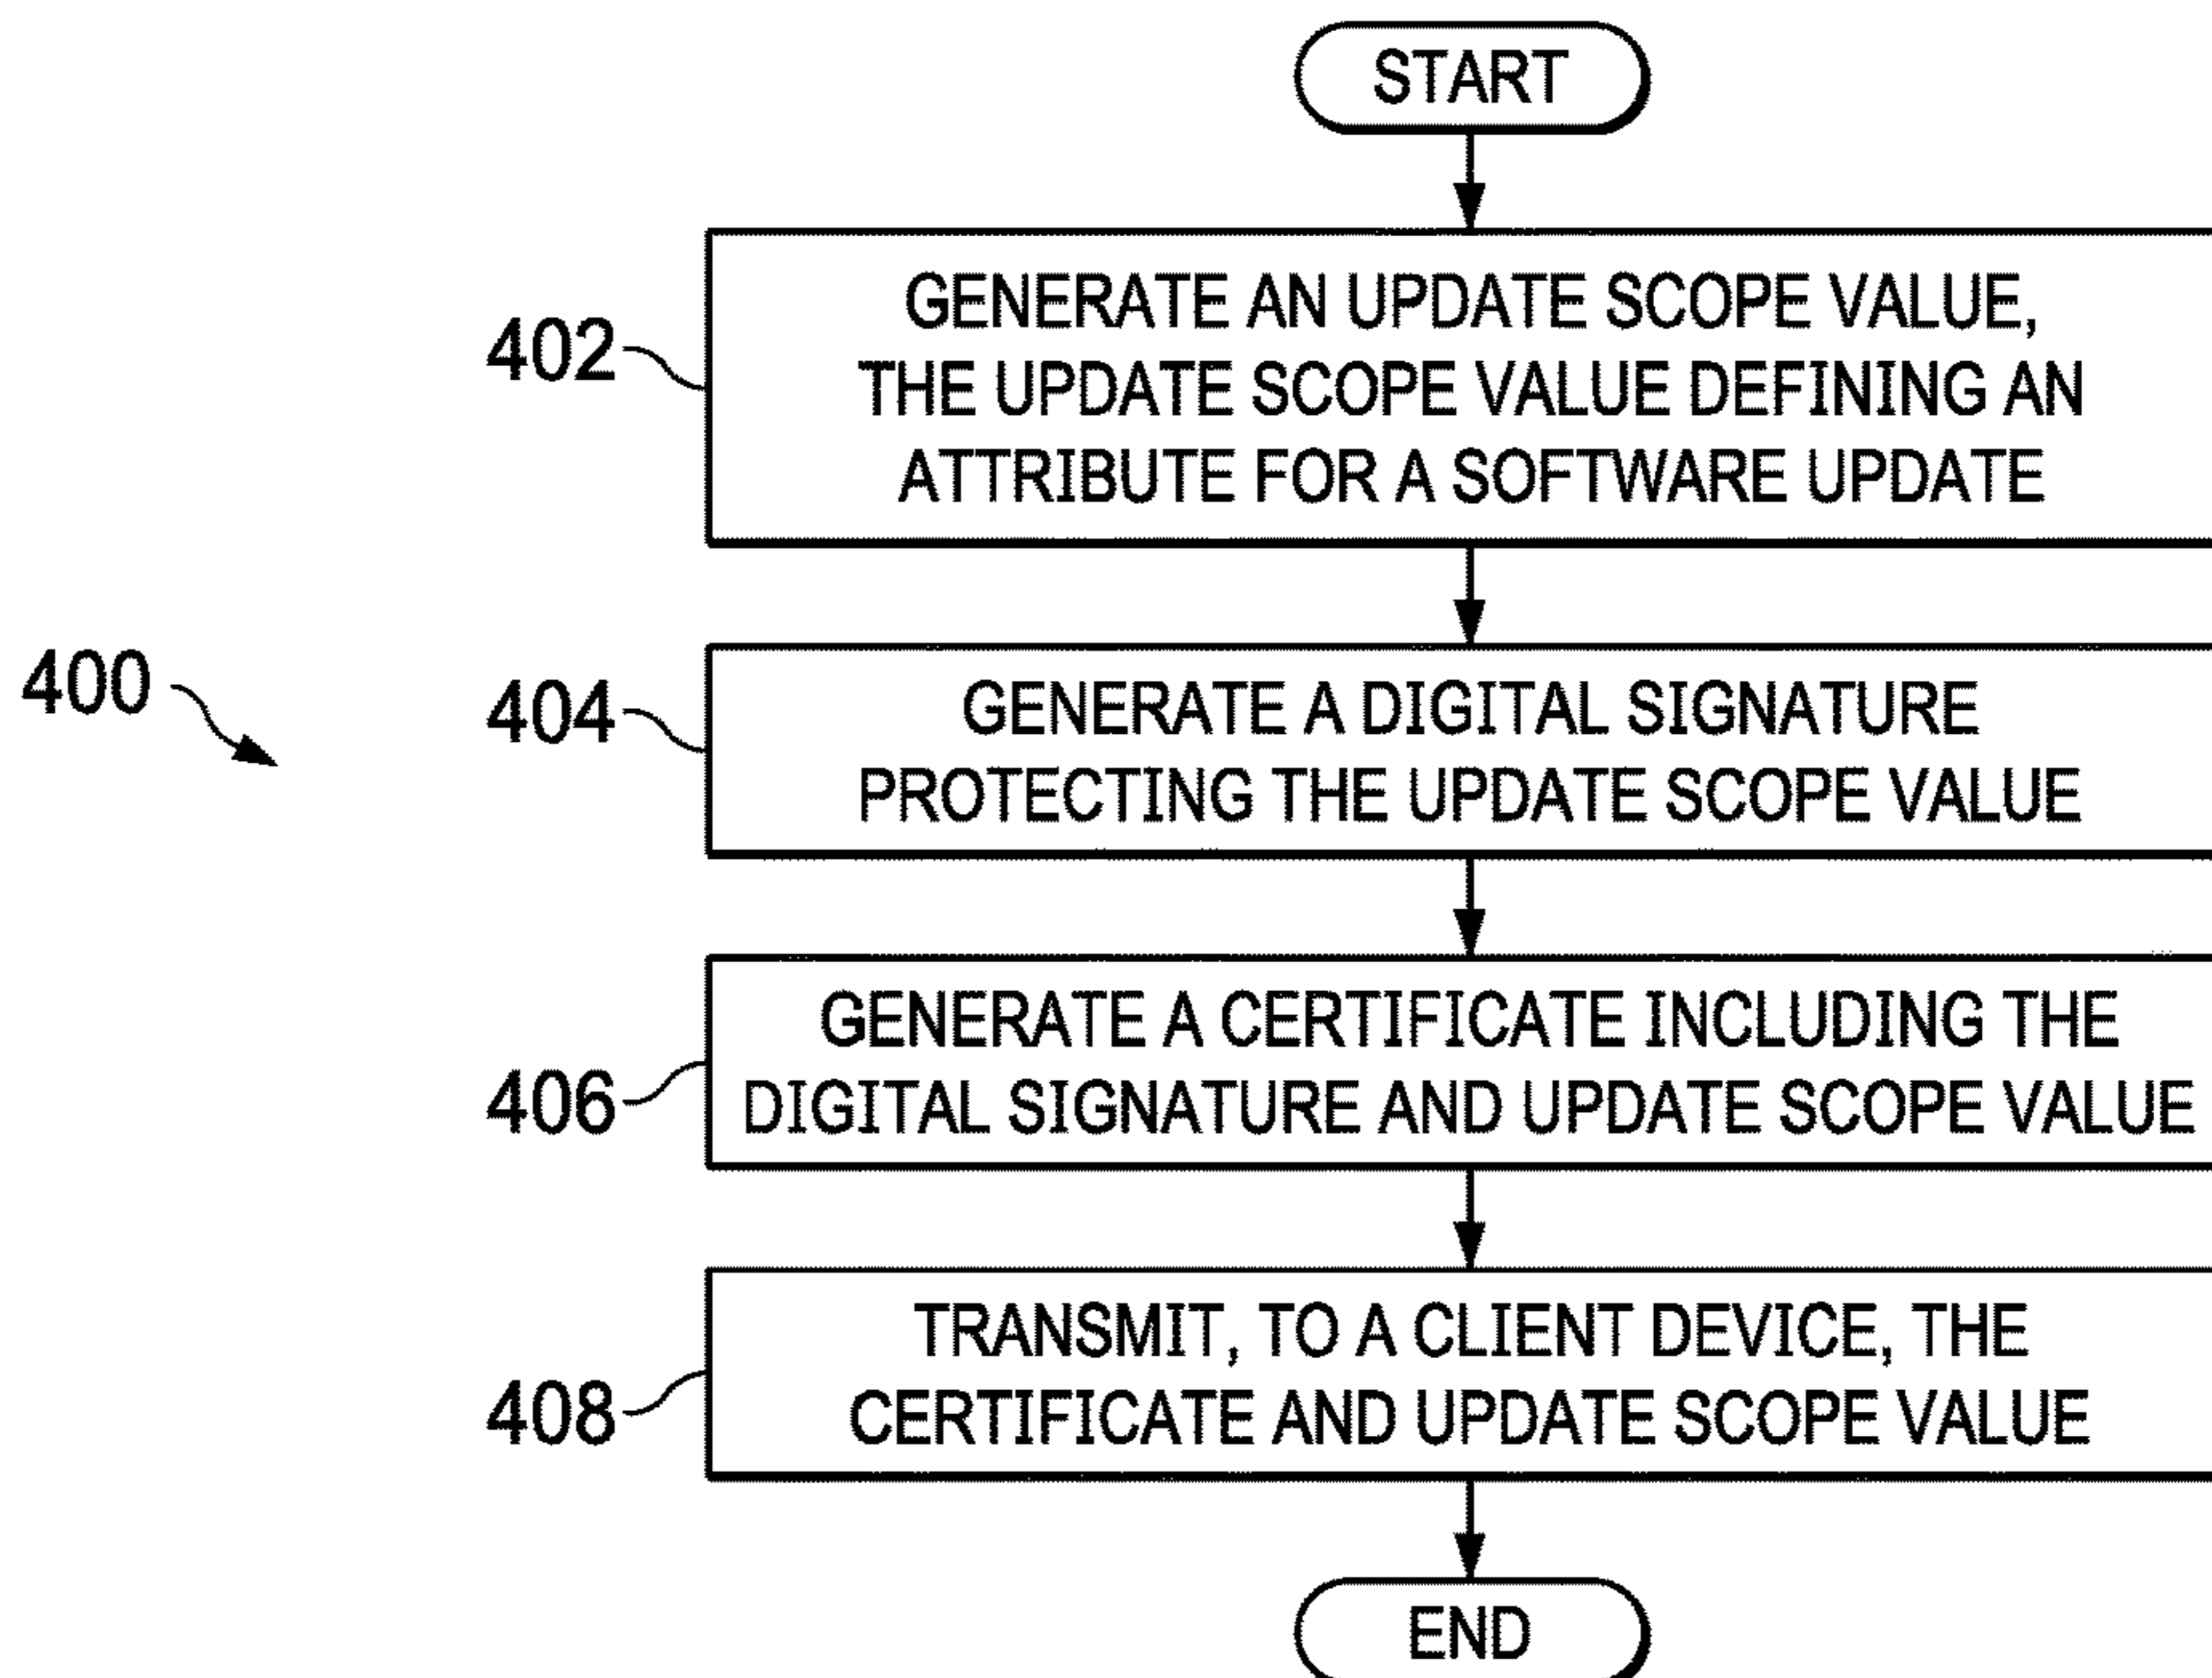 START
402
GENERATE AN UPDATE SCOPE VALUE,
THE UPDATE SCOPE VALUE DEFINING AN
ATTRIBUTE FOR A SOFTWARE UPDATE
400
404
GENERATE A DIGITAL SIGNATURE
PROTECTING THE UPDATE SCOPE VALUE
406
GENERATE A CERTIFICATE INCLUDING THE
DIGITAL SIGNATURE AND UPDATE SCOPE VALUE
408
TRANSMIT, TO A CLIENT DEVICE, THE
CERTIFICATE AND UPDATE SCOPE VALUE
END